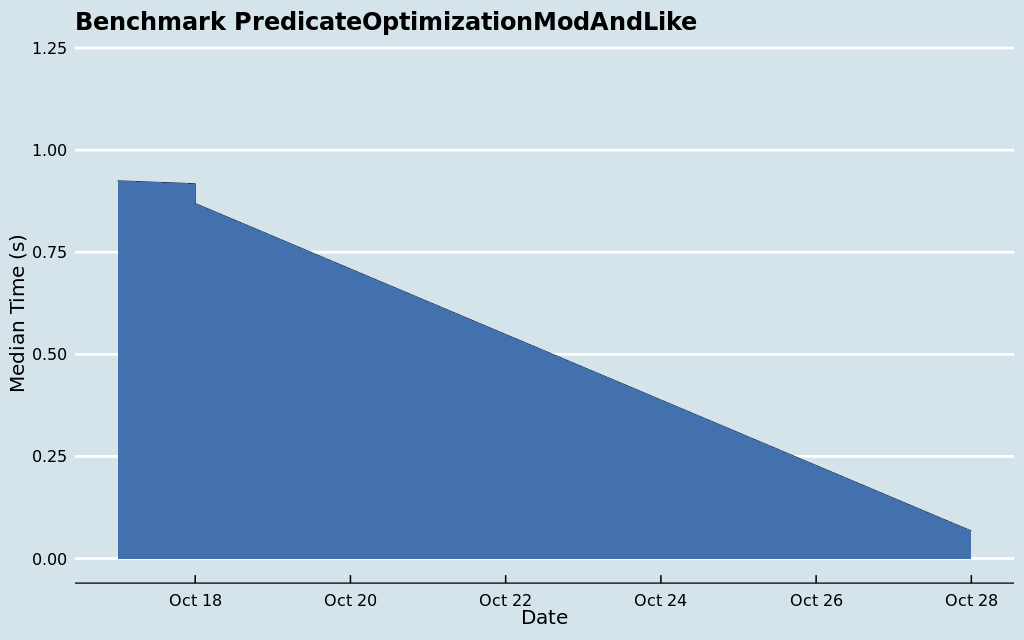 Benchmark PredicateOptimizationModAndLike
1.25
1.00
0.75
0.50
0.25
0.00
Median Time (s)
Oct 18 Oct 20 Oct 22 Oct 24 Oct 26 Oct 28
Date